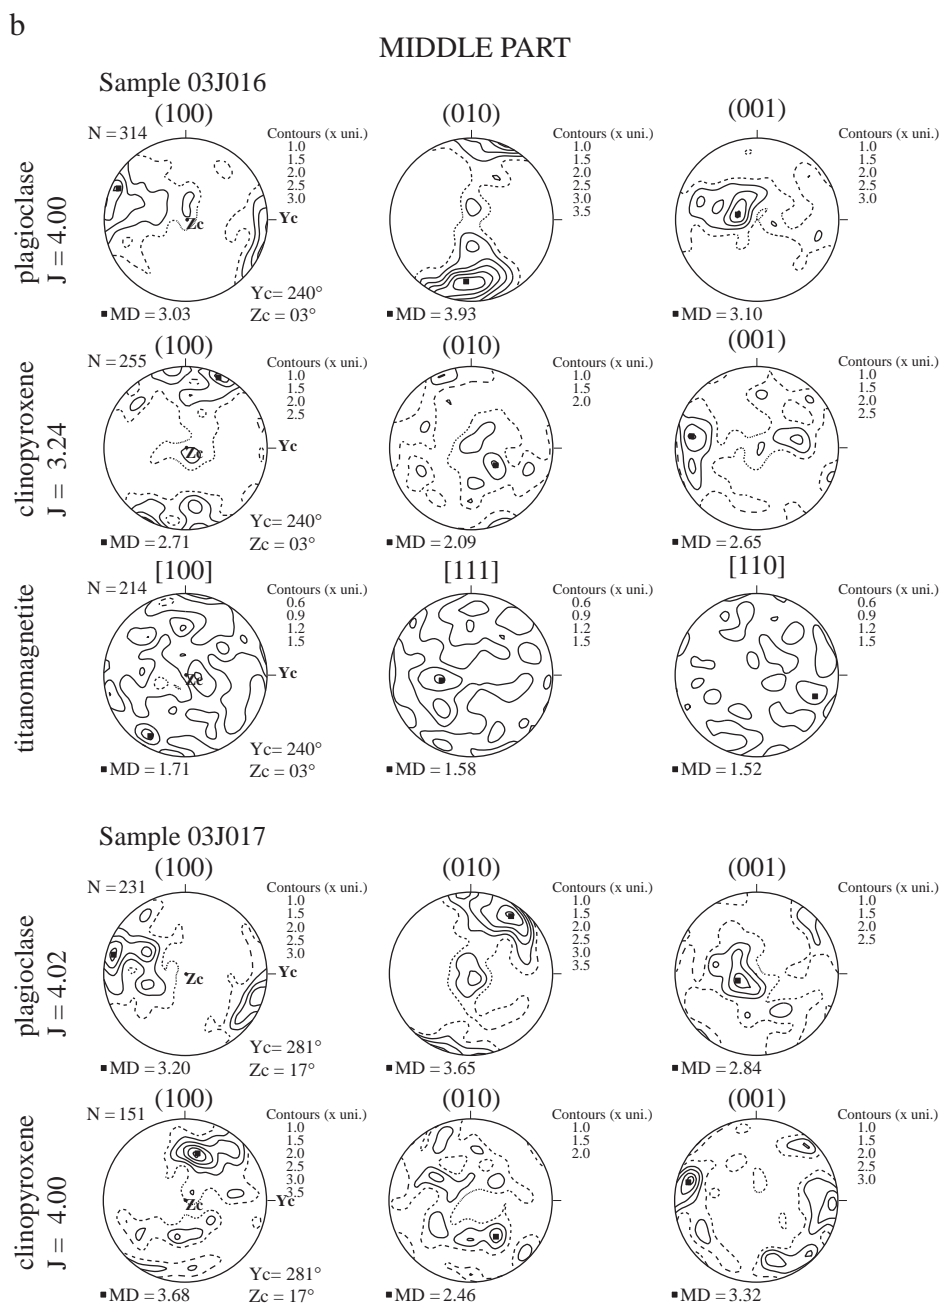 b
MIDDLE PART
Sample 03J016
plagioclase
J = 4.00
(100)
N = 314
Contours (x uni.)
1.0
1.5
2.0
2.5
3.0
Zc
Yc
MD = 3.03
Yc= 240°
Zc = 03°
(010)
Contours (x uni.)
1.0
1.5
2.0
2.5
3.0
3.5
MD = 3.93
(001)
Contours (x uni.)
1.0
1.5
2.0
2.5
3.0
MD = 3.10
clinopyroxene
J = 3.24
(100)
N = 255
Contours (x uni.)
1.0
1.5
2.0
2.5
Zc
Yc
MD = 2.71
Yc= 240°
Zc = 03°
(010)
Contours (x uni.)
1.0
1.5
2.0
MD = 2.09
(001)
Contours (x uni.)
1.0
1.5
2.0
2.5
MD = 2.65
titanomagnetite
[100]
N = 214
Contours (x uni.)
0.6
0.9
1.2
1.5
Zc
Yc
MD = 1.71
Yc= 240°
Zc = 03°
[111]
Contours (x uni.)
0.6
0.9
1.2
1.5
MD = 1.58
[110]
Contours (x uni.)
0.6
0.9
1.2
1.5
MD = 1.52
Sample 03J017
plagioclase
J = 4.02
(100)
N = 231
Contours (x uni.)
1.0
1.5
2.0
2.5
3.0
Zc
Yc
MD = 3.20
Yc= 281°
Zc = 17°
(010)
Contours (x uni.)
1.0
1.5
2.0
2.5
3.0
3.5
MD = 3.65
(001)
Contours (x uni.)
1.0
1.5
2.0
2.5
MD = 2.84
clinopyroxene
J = 4.00
(100)
N = 151
Contours (x uni.)
1.0
1.5
2.0
2.5
3.0
3.5
Zc
Yc
MD = 3.68
Yc= 281°
Zc = 17°
(010)
Contours (x uni.)
1.0
1.5
2.0
MD = 2.46
(001)
Contours (x uni.)
1.0
1.5
2.0
2.5
3.0
MD = 3.32